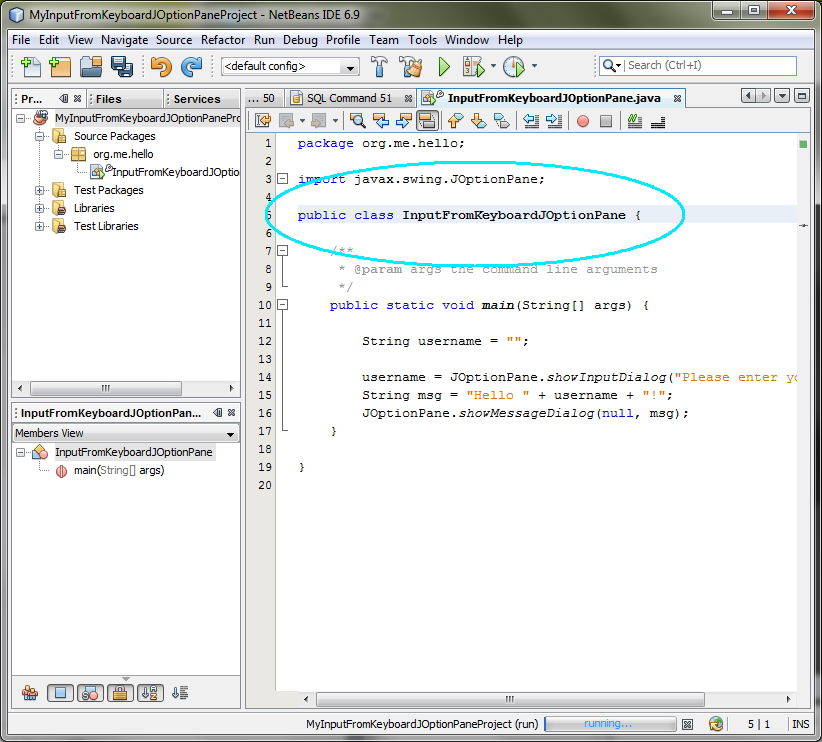 MyInputFromKeyboardJOptionPaneProject - NetBeans IDE 6.9
File Edit View Navigate Source Refactor Run Debug Profile Team Tools Window Help
<default config>
Search (Ctrl+I)
Pr... Files Services
MyInputFromKeyboardJOptionPanePro
Source Packages
org.me.hello
InputFromKeyboardJOptio
Test Packages
Libraries
Test Libraries
InputFromKeyboardJOptionPan...
Members View
InputFromKeyboardJOptionPane
main(String[] args)
... 50 SQL Command 51 InputFromKeyboardJOptionPane.java
1 package org.me.hello;
2
3 import javax.swing.JOptionPane;
4
5 public class InputFromKeyboardJOptionPane {
6
7 /**
8 * @param args the command line arguments
9 */
10 public static void main(String[] args) {
11
12 String username = "";
13
14 username = JOptionPane.showInputDialog("Please enter yo
15 String msg = "Hello " + username + "!";
16 JOptionPane.showMessageDialog(null, msg);
17 }
18
19 }
20
MyInputFromKeyboardJOptionPaneProject (run) running... 5 | 1 INS